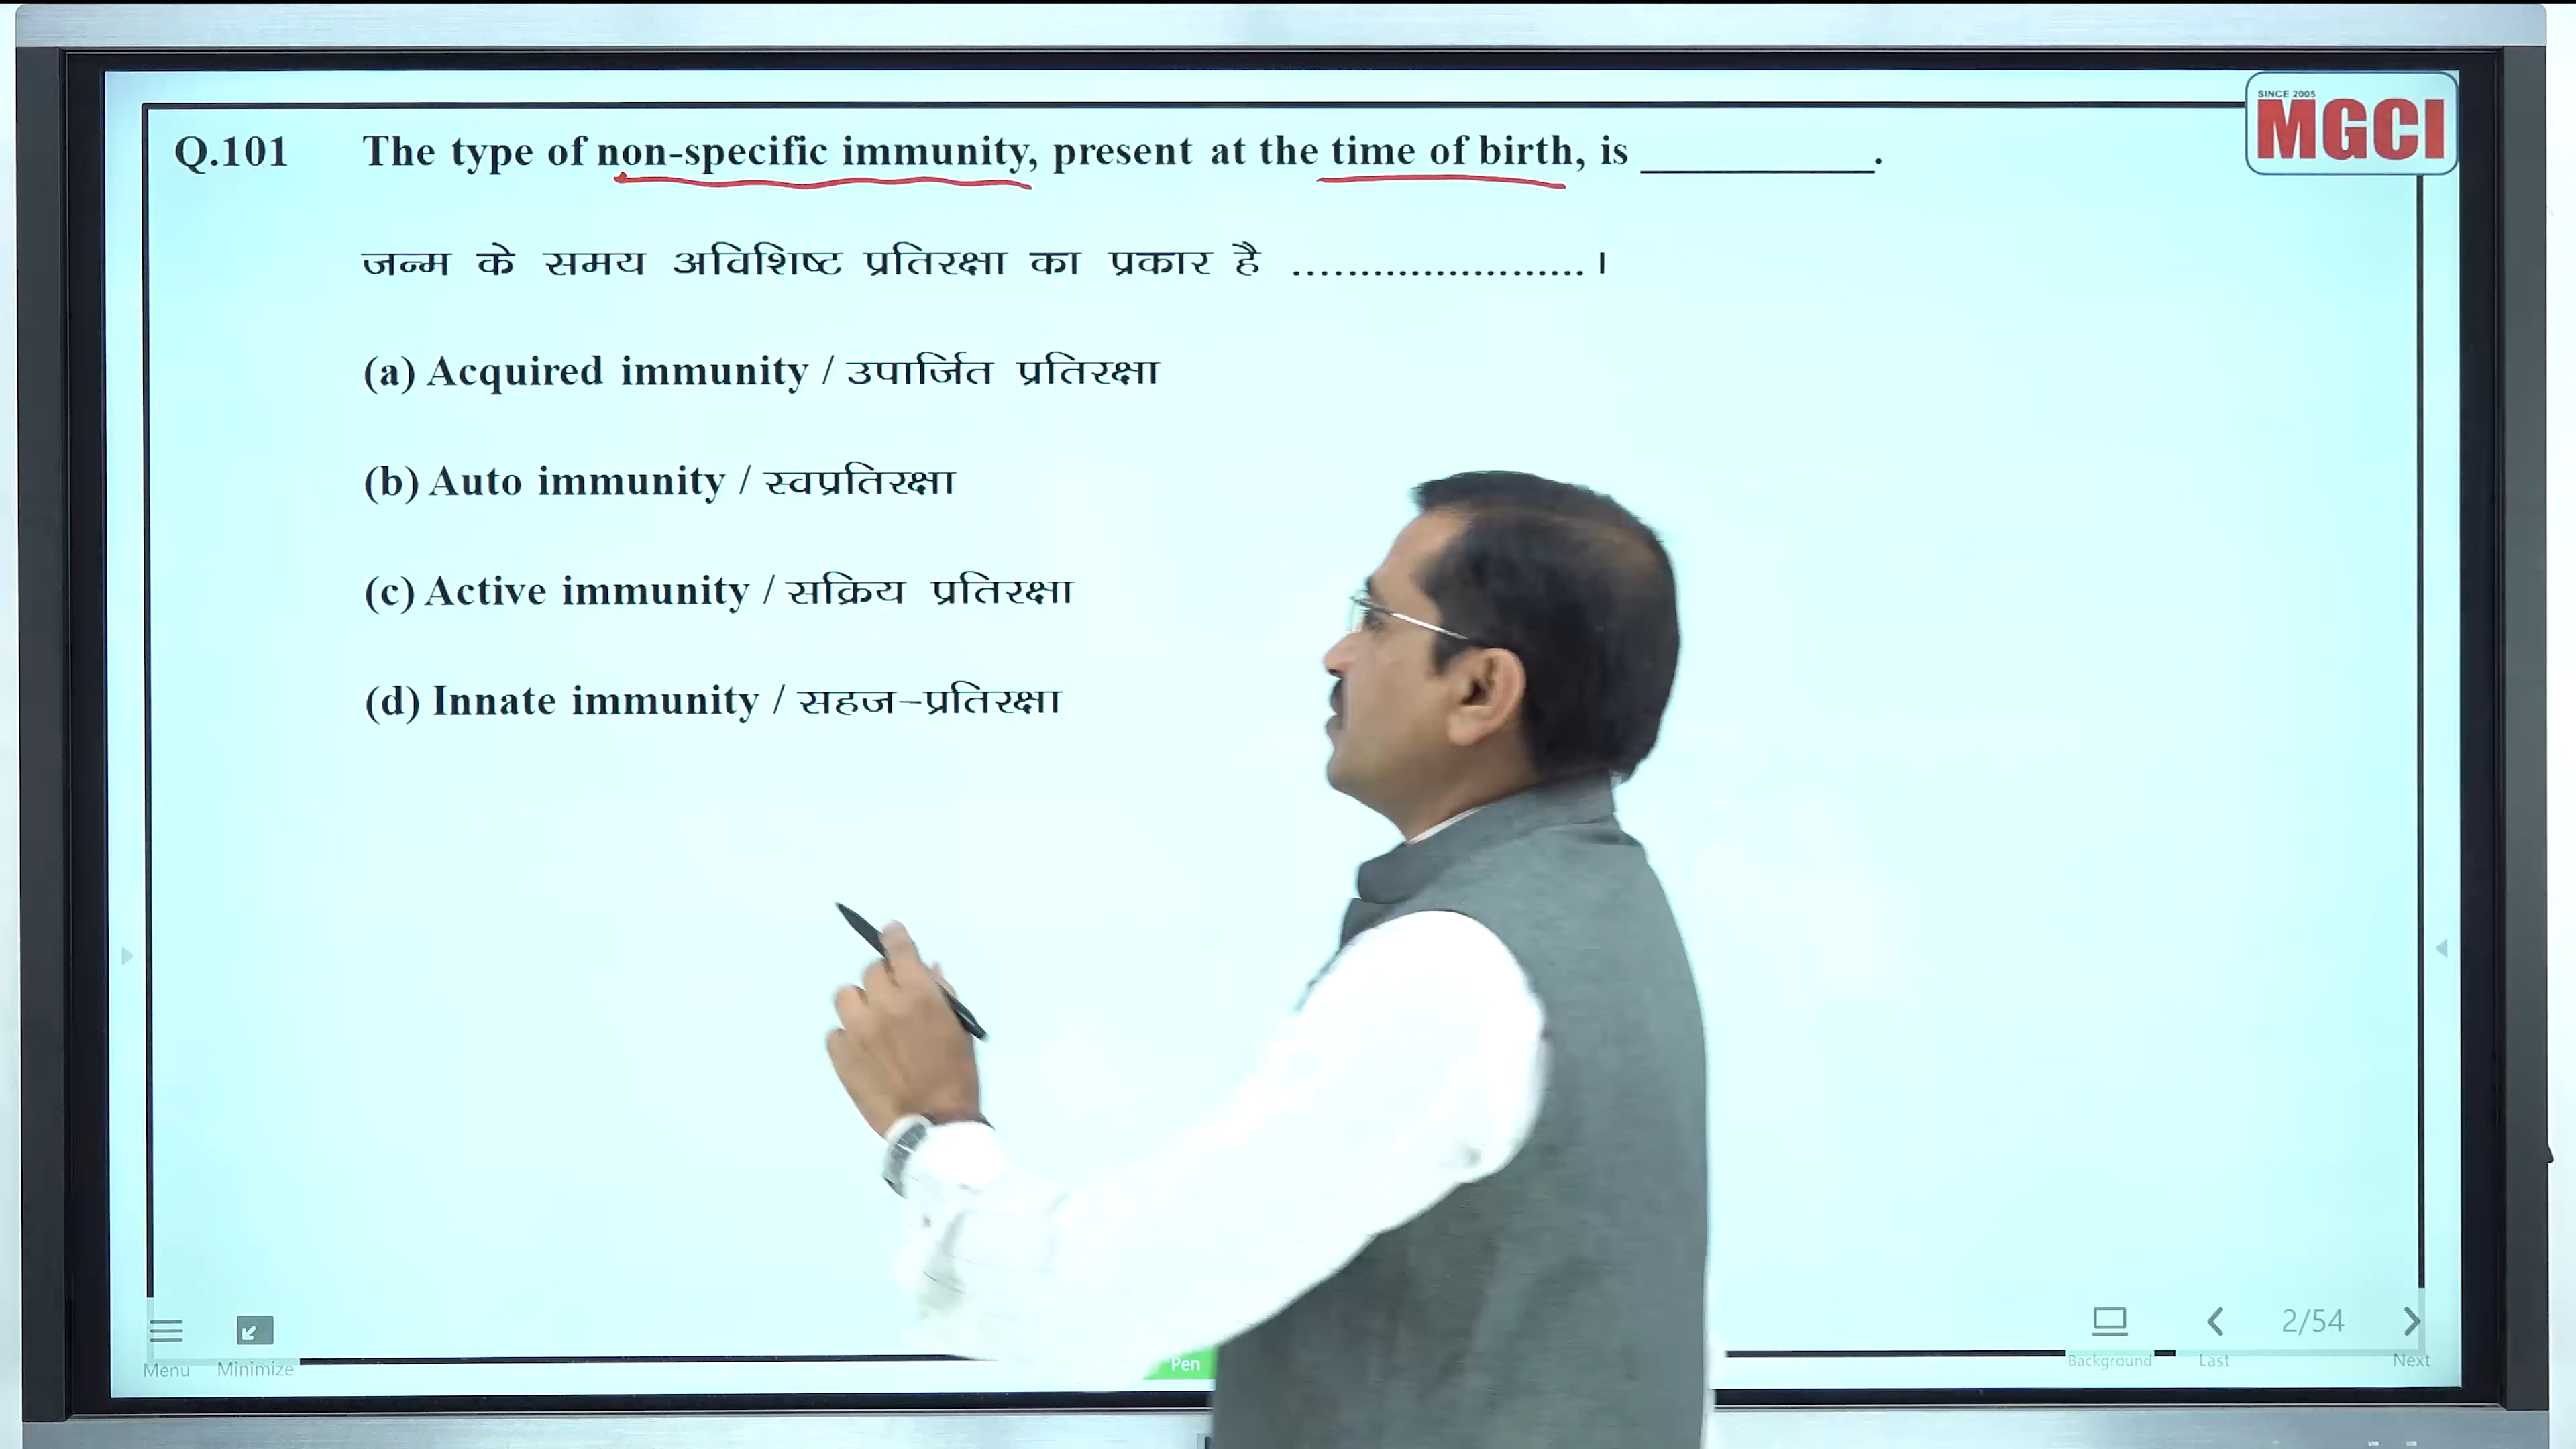 SINCE 2005
MGCI
Q.101 The type of non-specific immunity, present at the time of birth, is __________.
जन्म के समय अविशिष्ट प्रतिरक्षा का प्रकार है ......................।
(a) Acquired immunity / उपार्जित प्रतिरक्षा
(b) Auto immunity / स्वप्रतिरक्षा
(c) Active immunity / सक्रिय प्रतिरक्षा
(d) Innate immunity / सहज–प्रतिरक्षा
2/54
Menu Minimize Pen Background Last Next